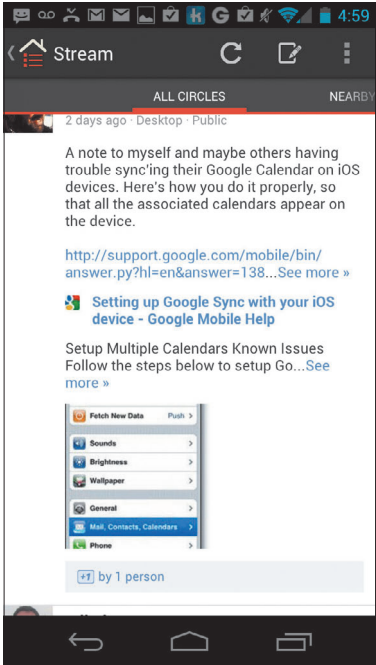 4:59
Stream
ALL CIRCLES
NEARBY
2 days ago · Desktop · Public
A note to myself and maybe others having
trouble sync'ing their Google Calendar on iOS
devices. Here's how you do it properly, so
that all the associated calendars appear on
the device.
http://support.google.com/mobile/bin/
answer.py?hl=en&answer=138...See more »
Setting up Google Sync with your iOS
device - Google Mobile Help
Setup Multiple Calendars Known Issues
Follow the steps below to setup Go...See
more »
Fetch New Data Push >
Sounds >
Brightness >
Wallpaper >
General >
Mail, Contacts, Calendars >
Phone >
+1 by 1 person